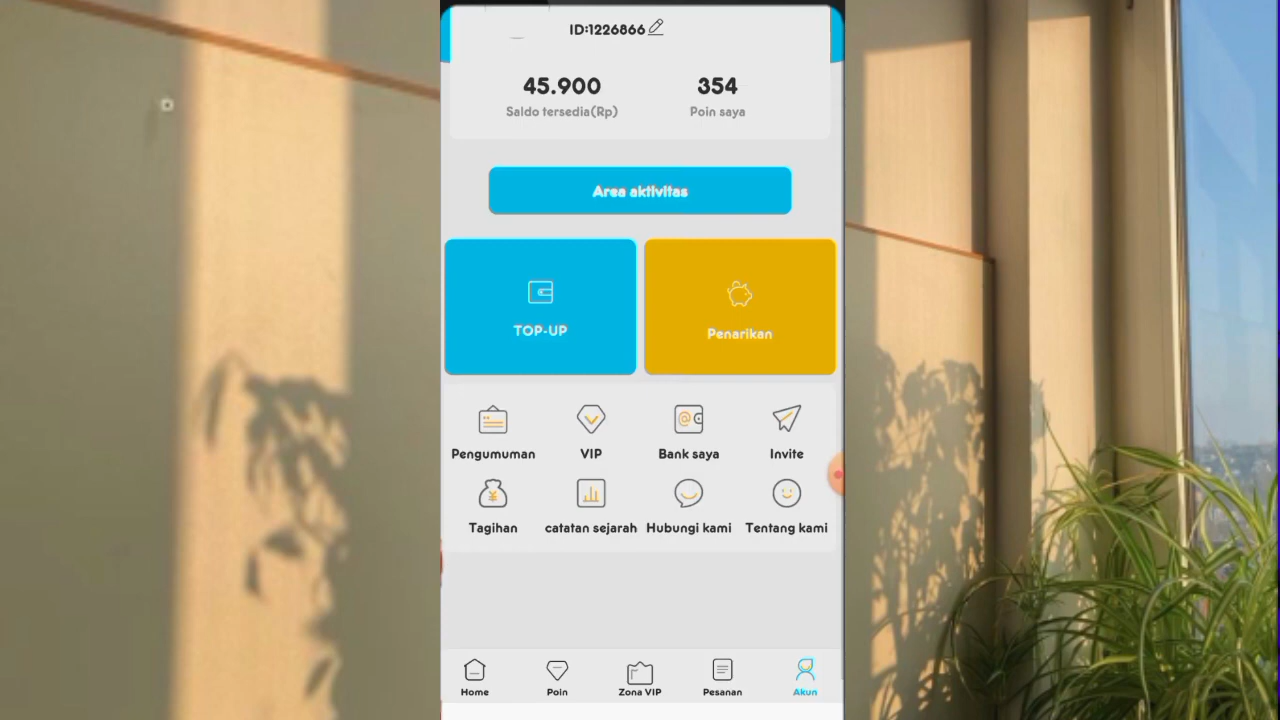 ID:1226866
45.900 354
Saldo tersedia(Rp) Poin saya
Area aktivitas
TOP-UP Penarikan
Pengumuman VIP Bank saya Invite
Tagihan catatan sejarah Hubungi kami Tentang kami
Home Poin Zona VIP Pesanan Akun